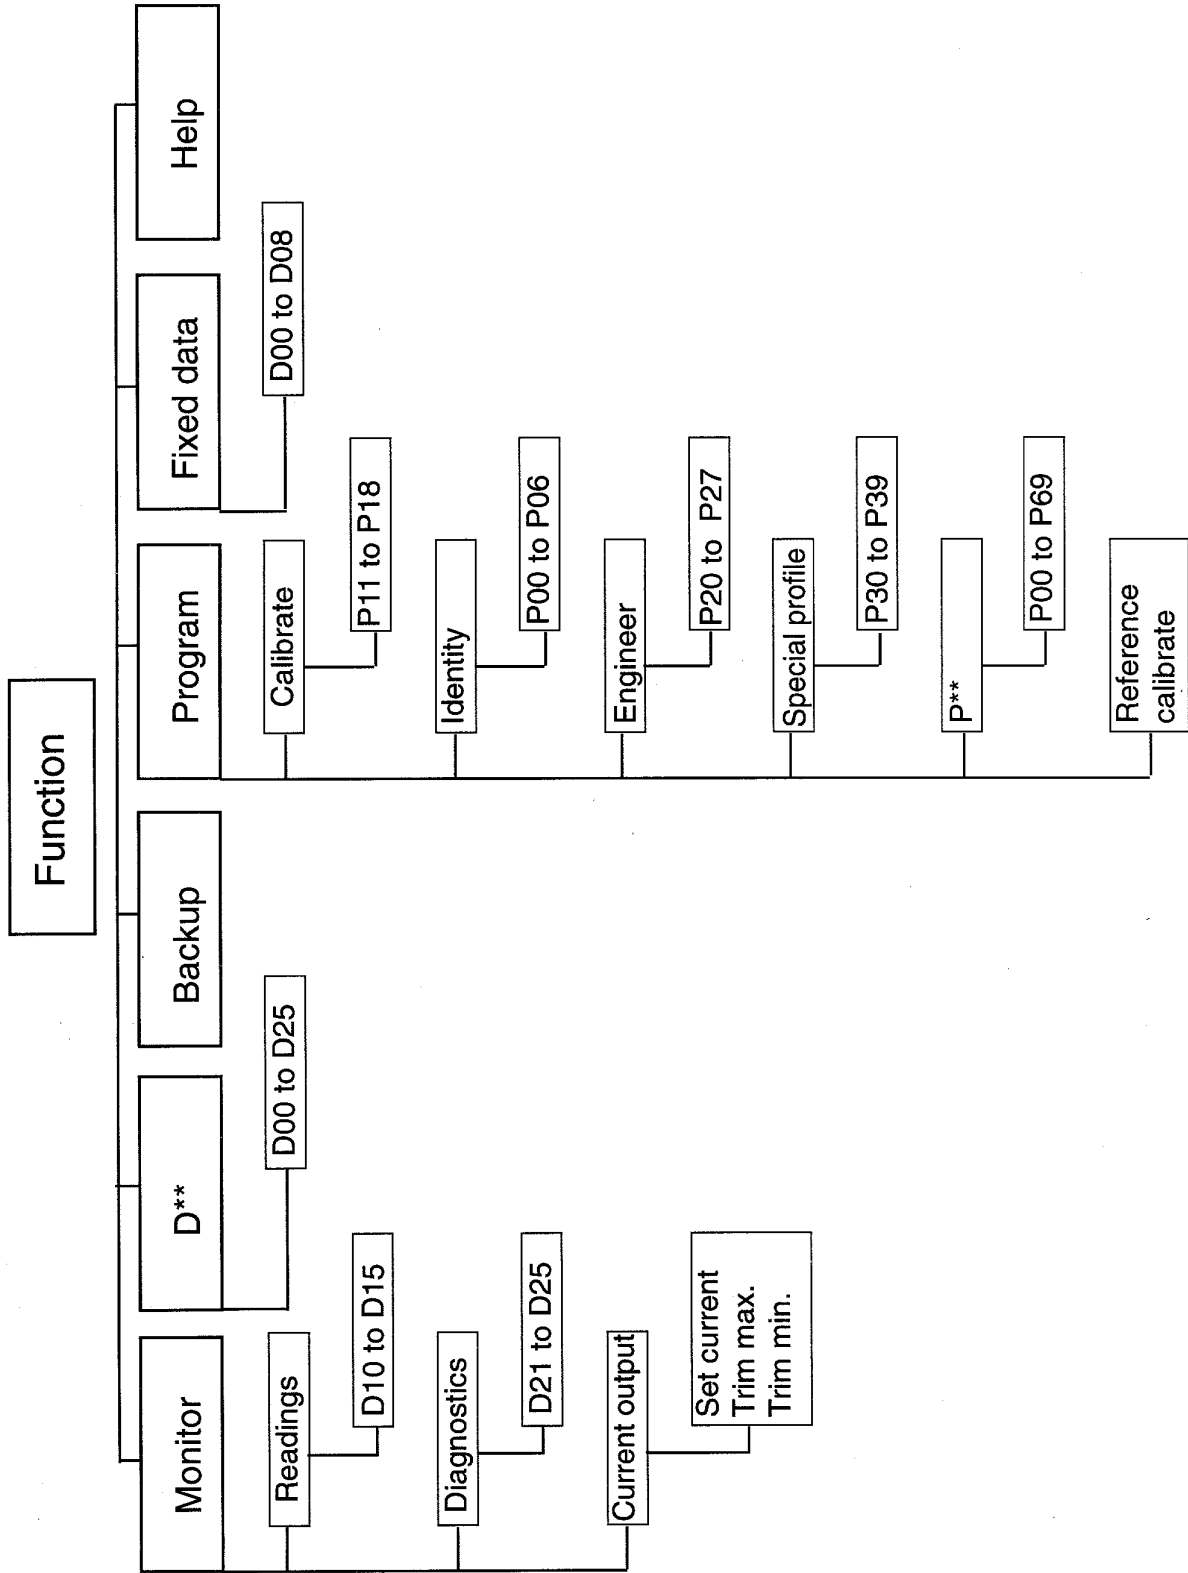 Function
Monitor
D**
Backup
Program
Fixed data
Help
Readings
D10 to D15
Diagnostics
D21 to D25
Current output
Set current
Trim max.
Trim min.
D00 to D25
Calibrate
P11 to P18
Identity
P00 to P06
Engineer
P20 to P27
Special profile
P30 to P39
P**
P00 to P69
Reference
calibrate
D00 to D08